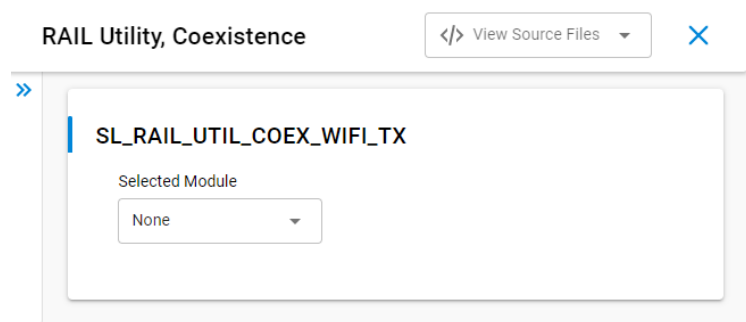 RAIL Utility, Coexistence
</> View Source Files
SL_RAIL_UTIL_COEX_WIFI_TX
Selected Module
None